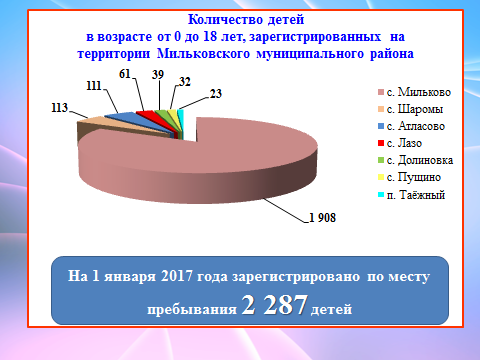 Количество детей
в возрасте от 0 до 18 лет, зарегистрированных на
территории Мильковского муниципального района
113
111
61
39
32
23
1 908
с. Мильково
с. Шаромы
с. Атласово
с. Лазо
с. Долиновка
с. Пущино
п. Таёжный
На 1 января 2017 года зарегистрировано по месту
пребывания 2 287 детей